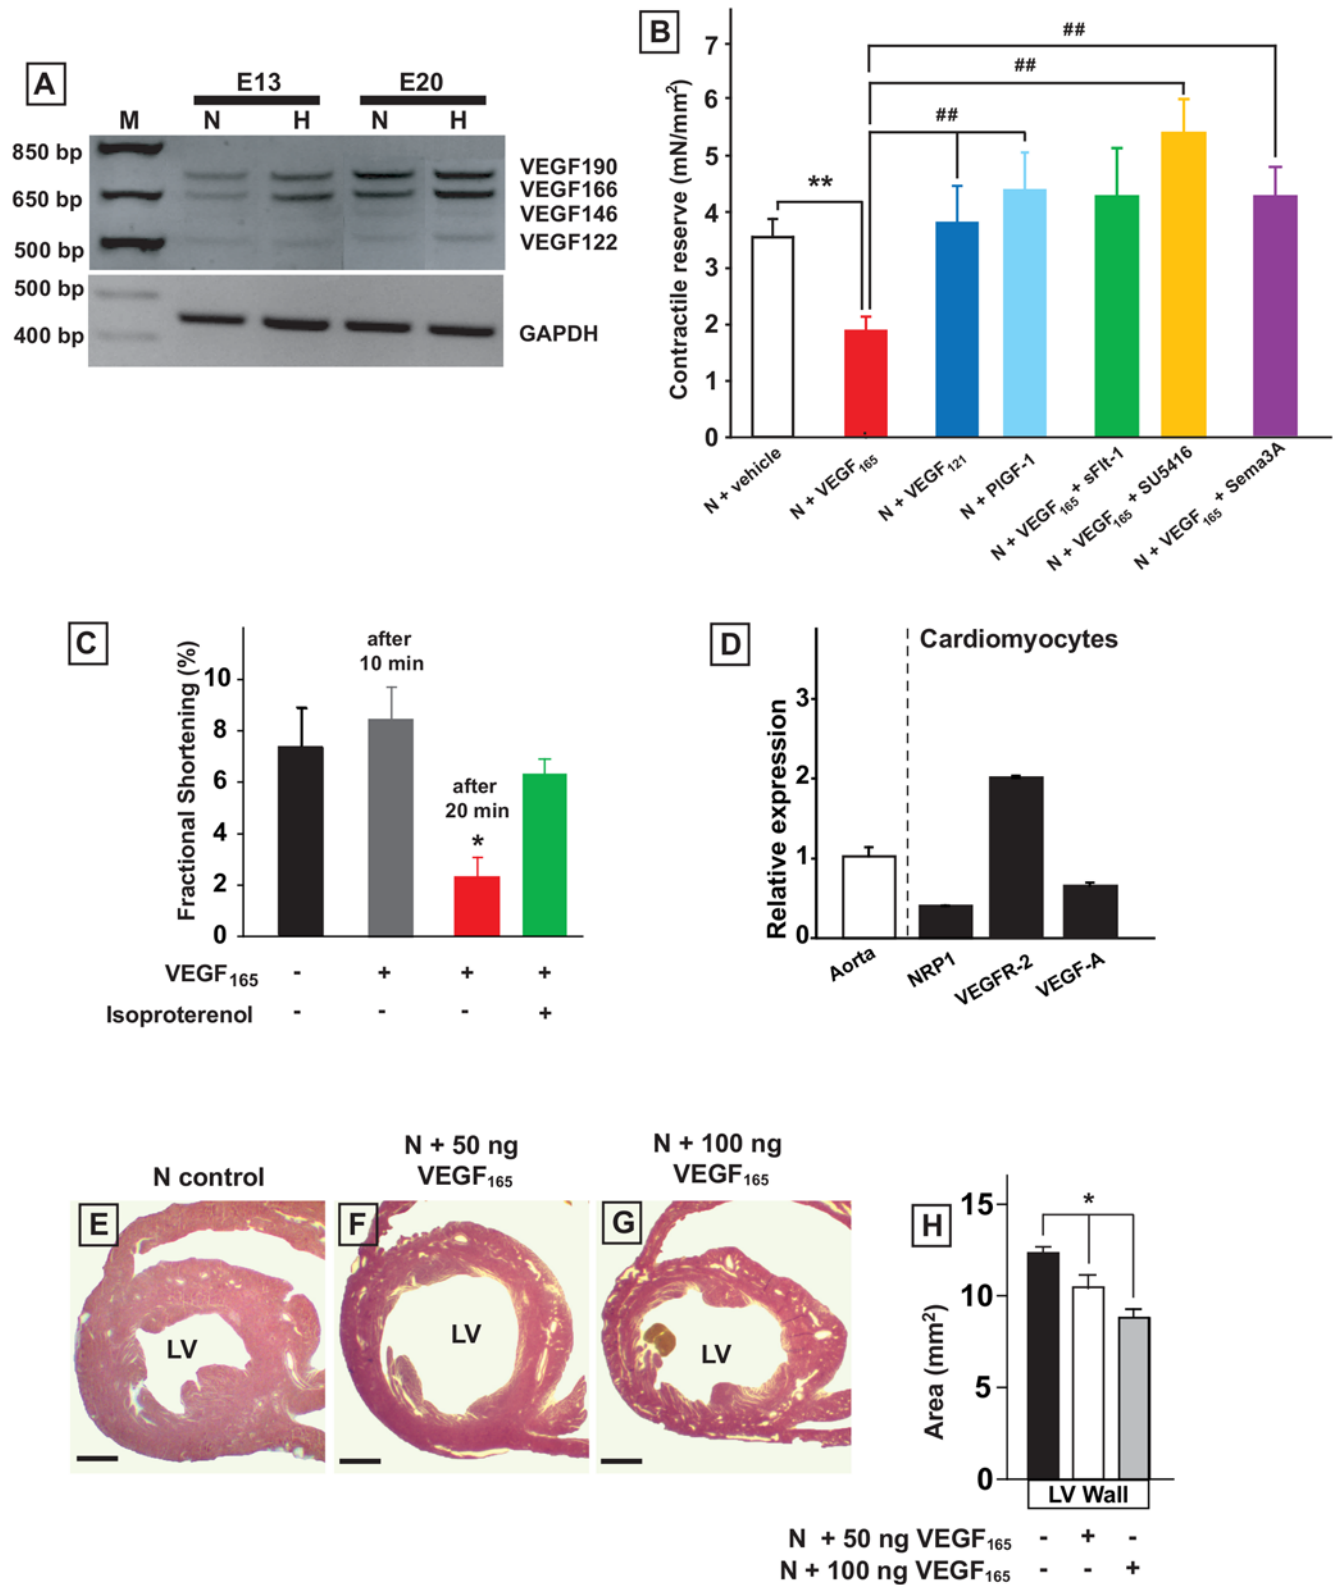 A
E13 E20
M N H N H
850 bp
650 bp
500 bp
VEGF190
VEGF166
VEGF146
VEGF122
500 bp
400 bp
GAPDH
B
Contractile reserve (mN/mm²)
7
6
5
4
3
2
1
0
**
##
##
##
N + vehicle
N + VEGF₁₆₅
N + VEGF₁₂₁
N + PlGF-1
N + VEGF₁₆₅ + sFlt-1
N + VEGF₁₆₅ + SU5416
N + VEGF₁₆₅ + Sema3A
C
Fractional Shortening (%)
10
8
6
4
2
0
after
10 min
after
20 min
*
VEGF₁₆₅ - + + +
Isoproterenol - - - +
D
Cardiomyocytes
Relative expression
3
2
1
0
Aorta
NRP1
VEGFR-2
VEGF-A
N control
E
LV
N + 50 ng
VEGF₁₆₅
F
LV
N + 100 ng
VEGF₁₆₅
G
LV
H
Area (mm²)
15
10
5
0
*
LV Wall
N + 50 ng VEGF₁₆₅ - + -
N + 100 ng VEGF₁₆₅ - - +